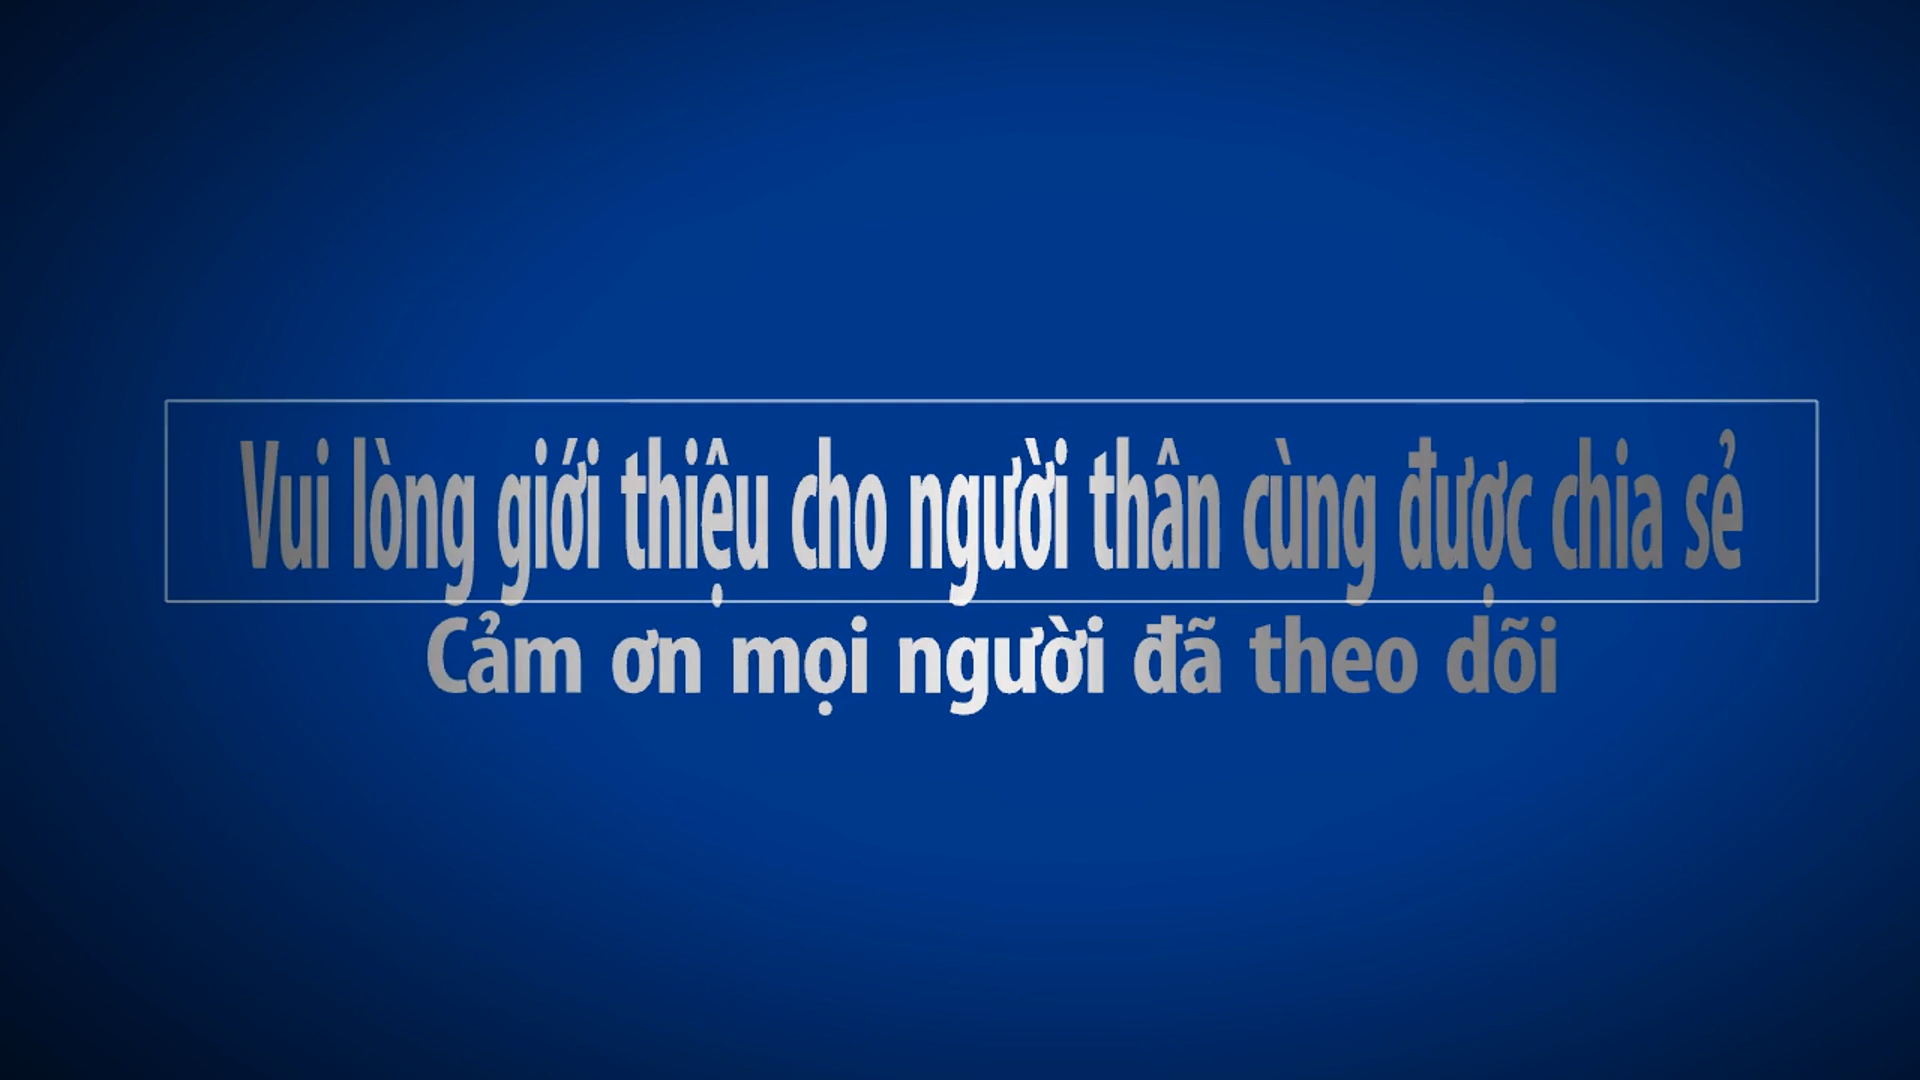 Vui lòng giới thiệu cho người thân cùng được chia sẻ
Cảm ơn mọi người đã theo dõi